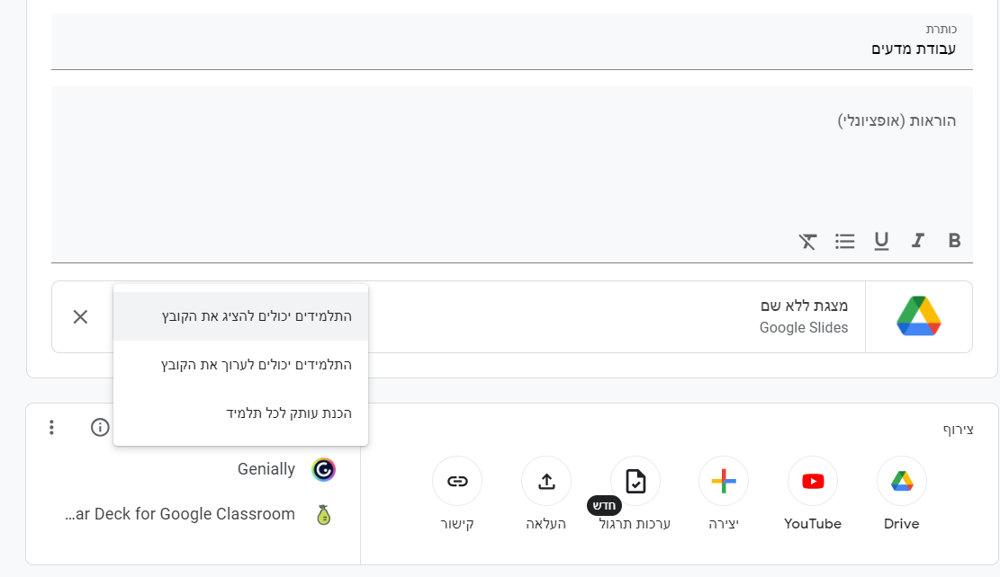 כותרת
עבודת מדעים
הוראות (אופציונלי)
B I U
מצגת ללא שם
Google Slides
התלמידים יכולים להציג את הקובץ
התלמידים יכולים לערוך את הקובץ
הכנת עותק לכל תלמיד
צירוף
Drive
YouTube
יצירה
ערכות תרגול
חדש
העלאה
קישור
Genially
...ar Deck for Google Classroom